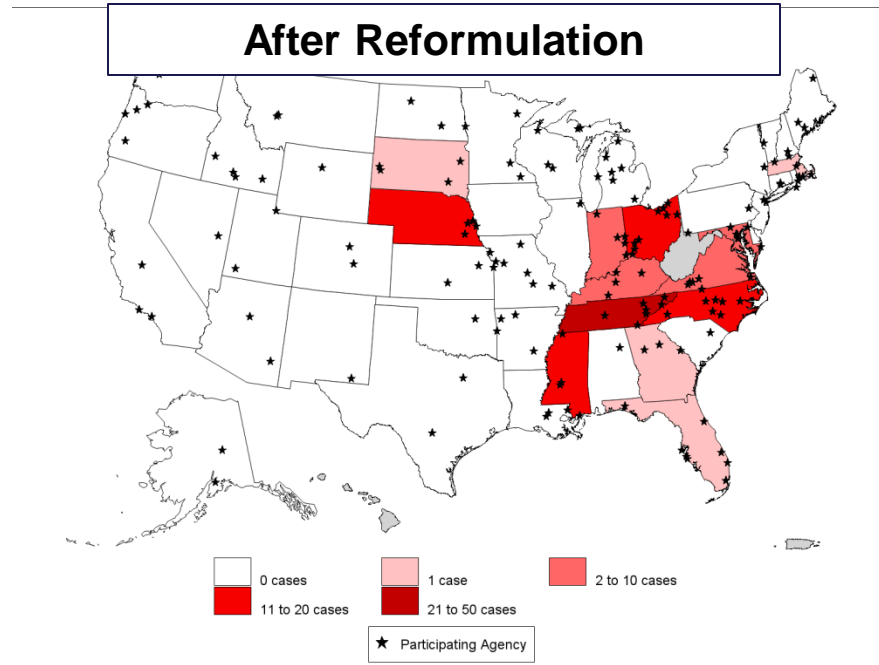 After Reformulation
0 cases
1 case
2 to 10 cases
11 to 20 cases
21 to 50 cases
Participating Agency